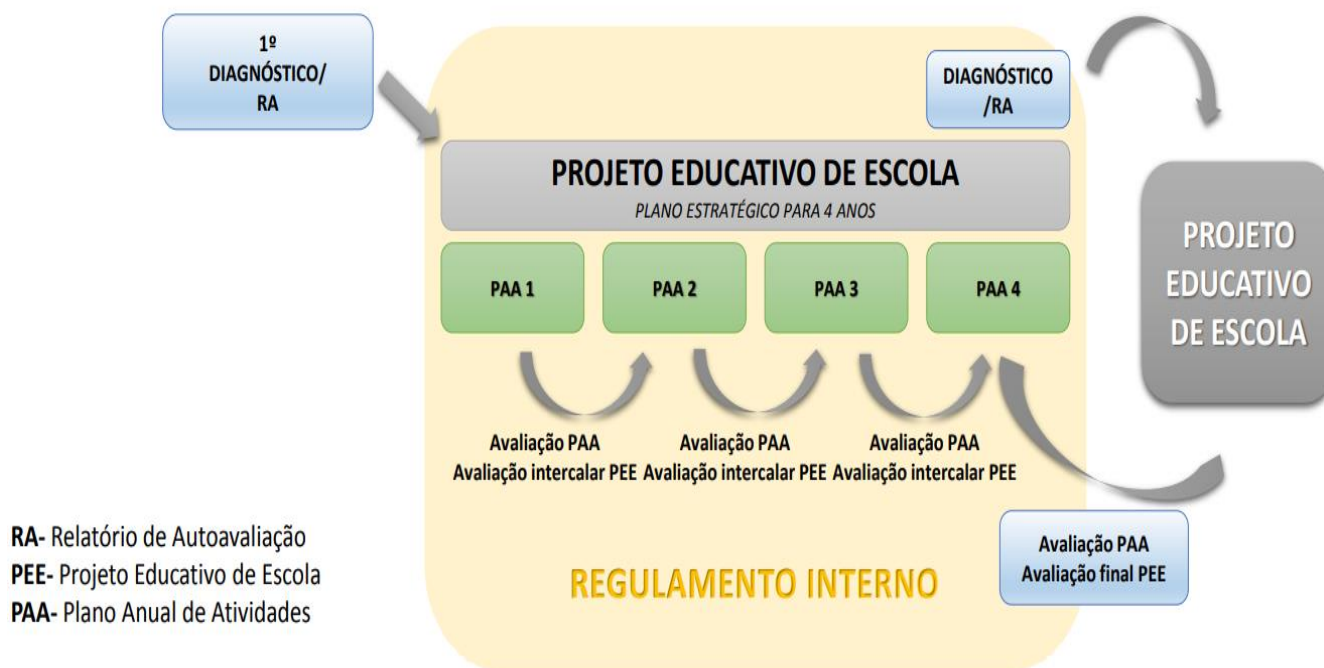 1º
DIAGNÓSTICO/
RA
DIAGNÓSTICO
/RA
PROJETO EDUCATIVO DE ESCOLA
PLANO ESTRATÉGICO PARA 4 ANOS
PAA 1
PAA 2
PAA 3
PAA 4
PROJETO
EDUCATIVO
DE ESCOLA
Avaliação PAA
Avaliação intercalar PEE
Avaliação PAA
Avaliação intercalar PEE
Avaliação PAA
Avaliação intercalar PEE
Avaliação PAA
Avaliação final PEE
RA- Relatório de Autoavaliação
PEE- Projeto Educativo de Escola
PAA- Plano Anual de Atividades
REGULAMENTO INTERNO